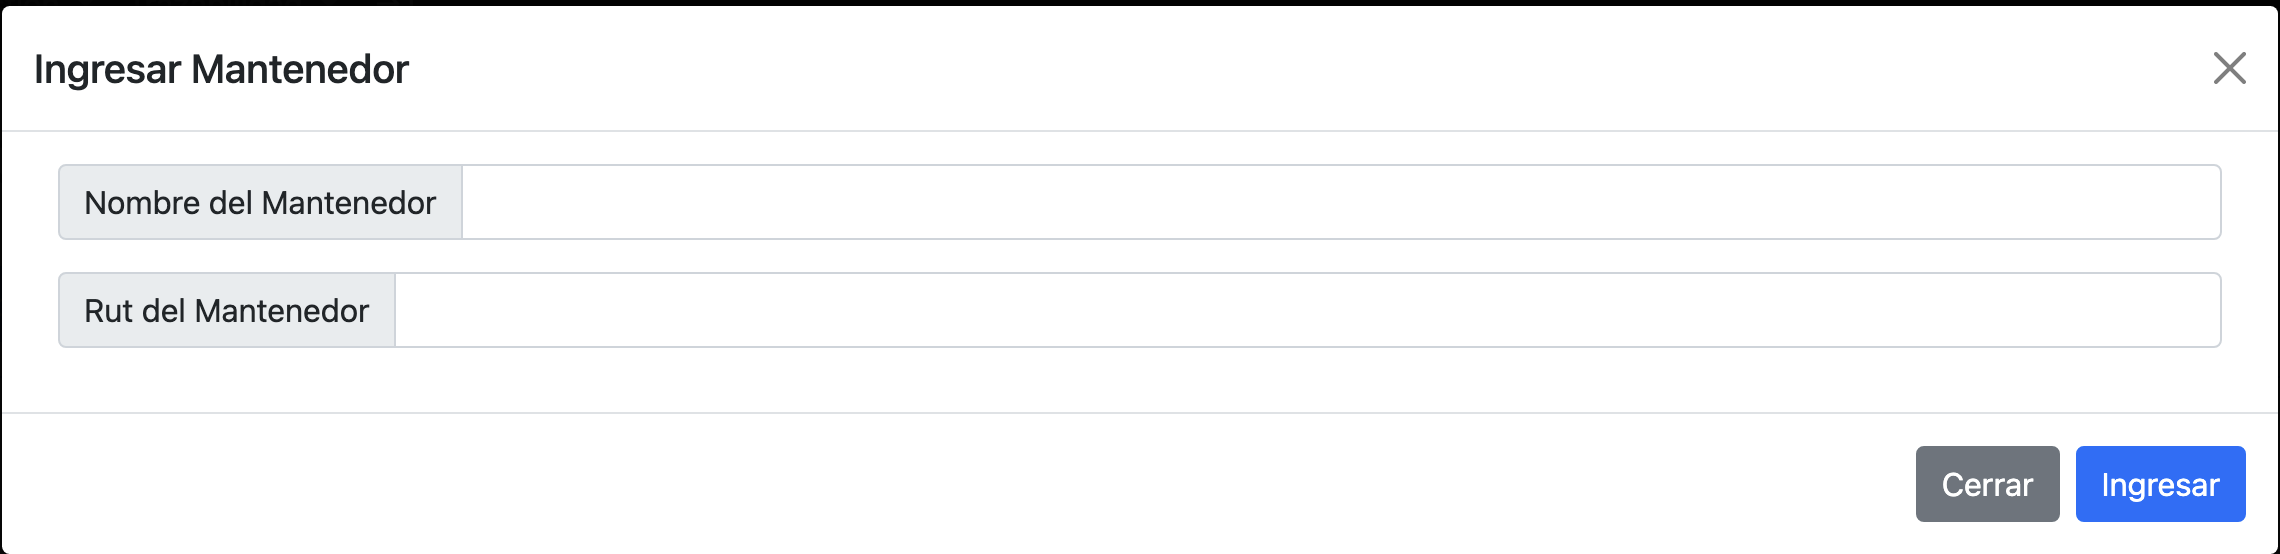 Ingresar Mantenedor
Nombre del Mantenedor
Rut del Mantenedor
Cerrar
Ingresar